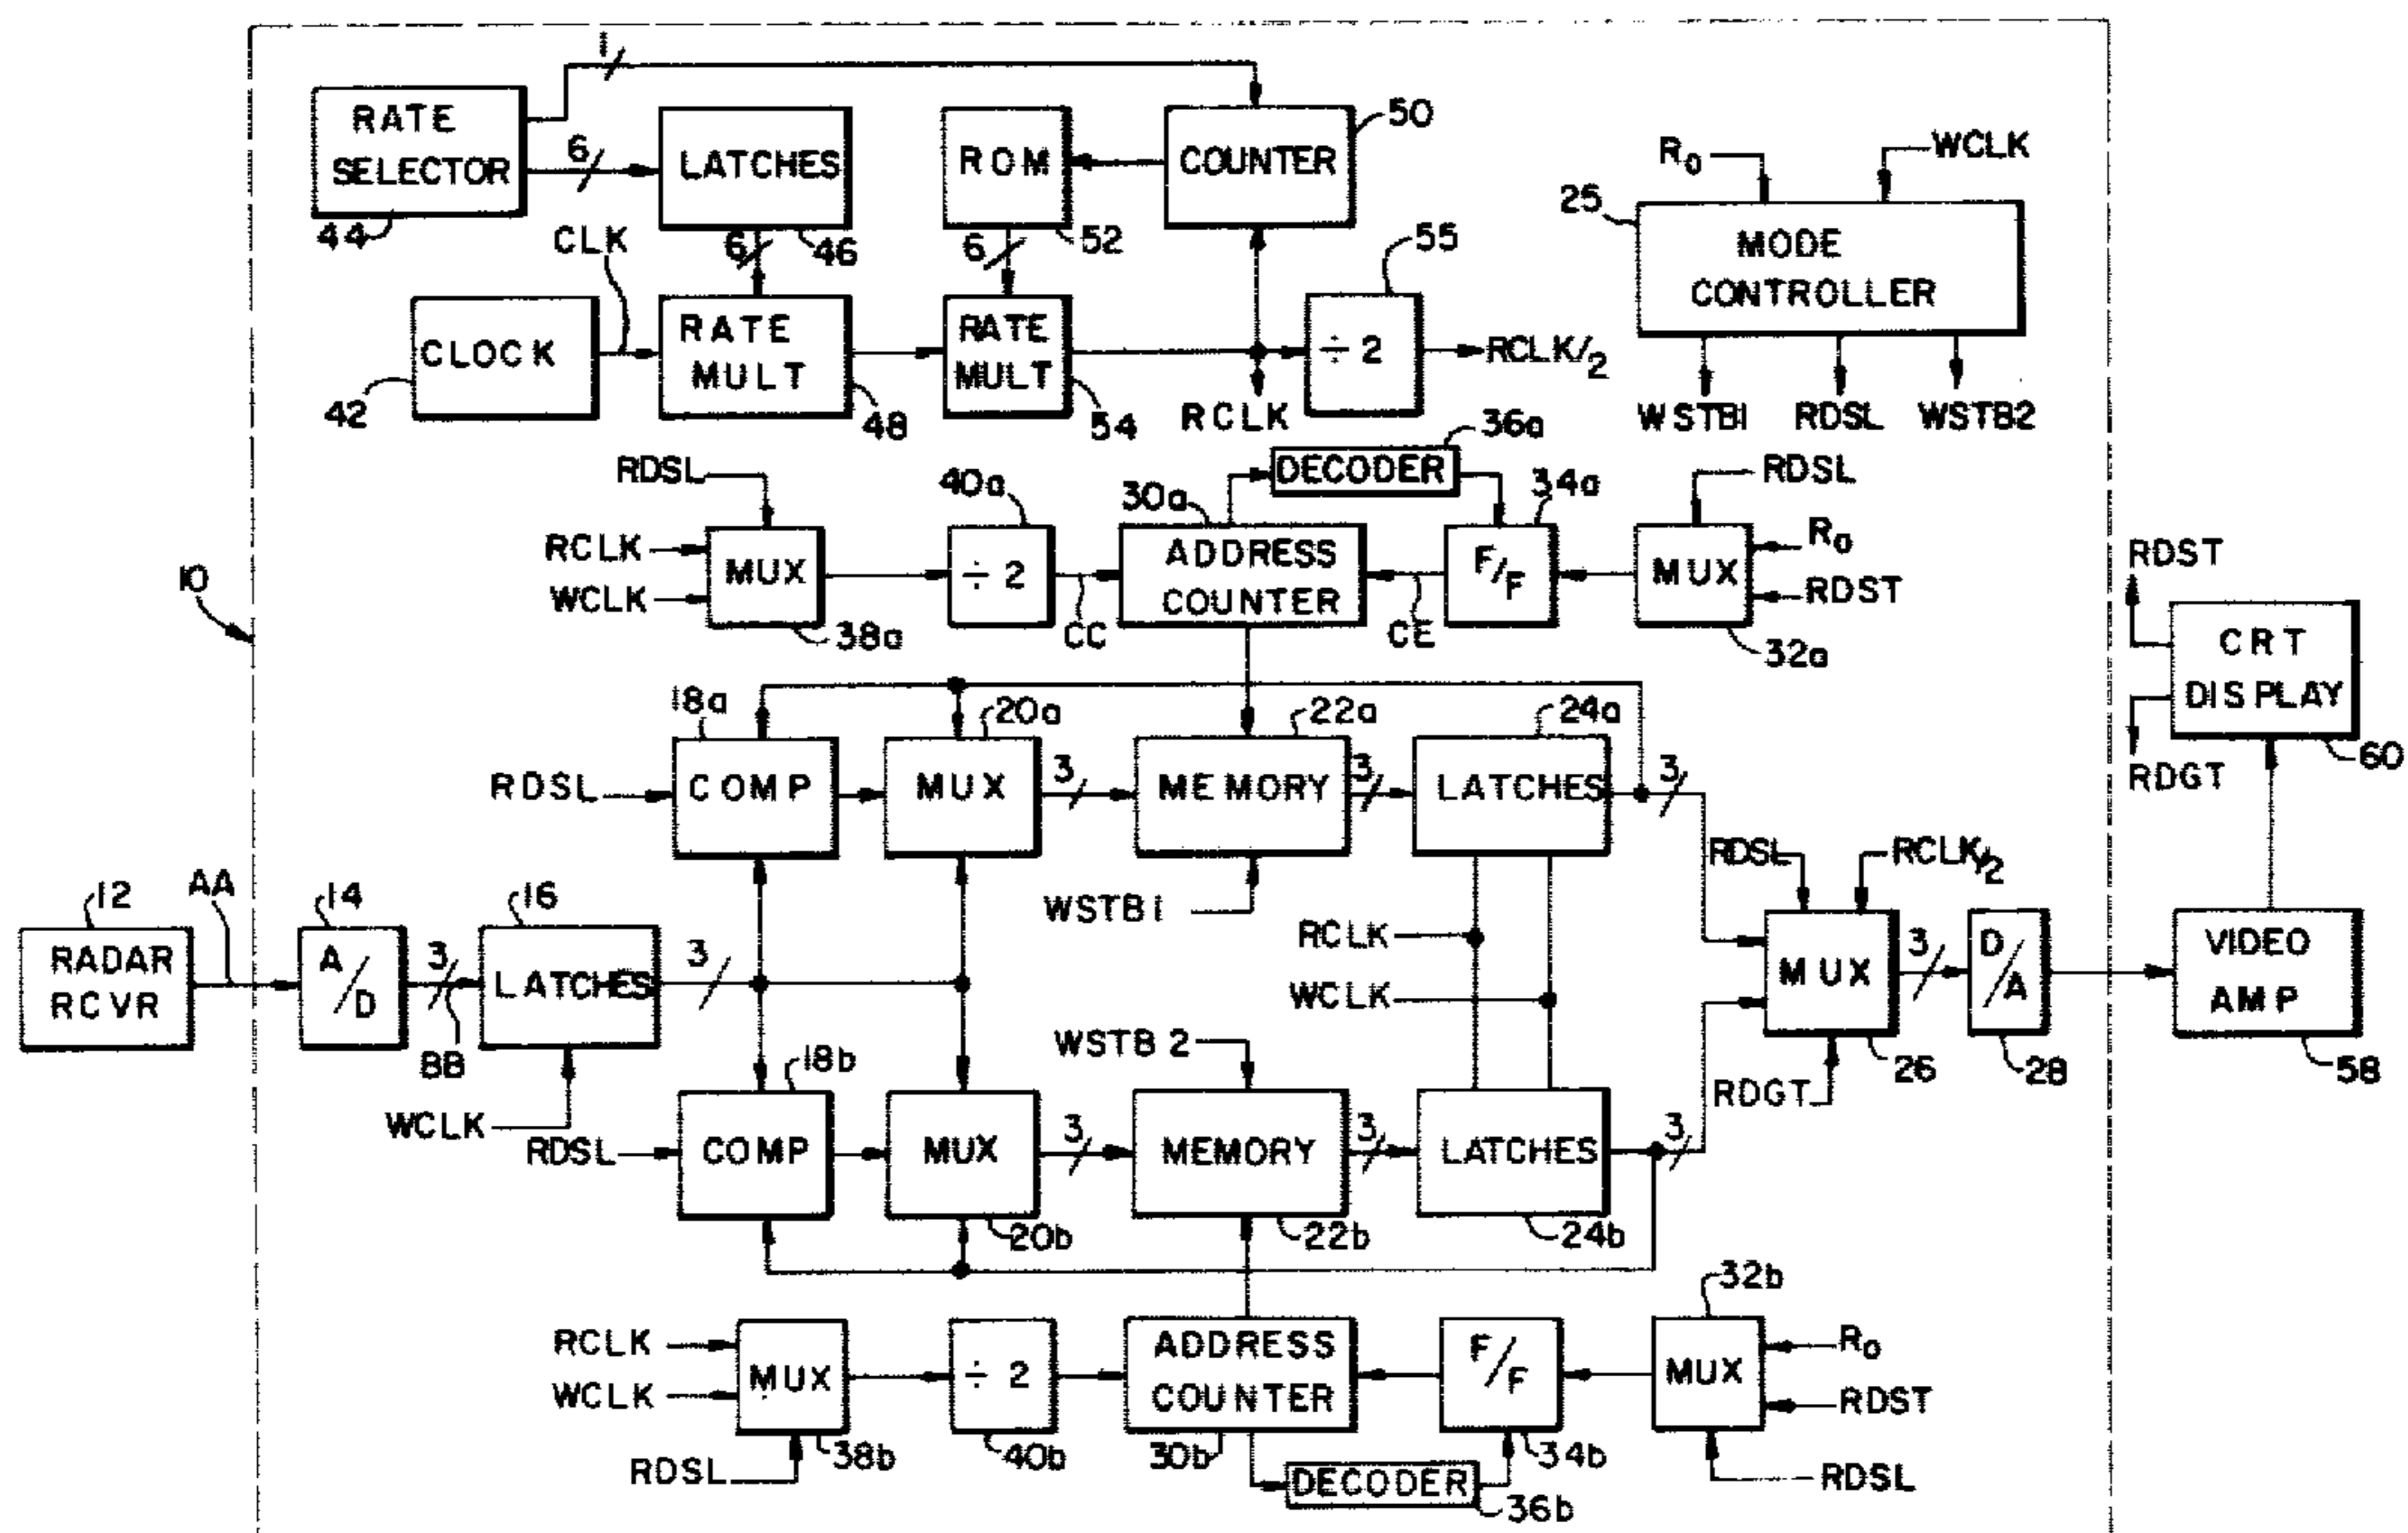 1
RATE
SELECTOR
44
6
LATCHES
46
ROM
52
COUNTER
50
R0
WCLK
25
MODE
CONTROLLER
WSTB1
RDSL
WSTB2
CLK
6
6
CLOCK
42
RATE
MULT
48
RATE
MULT
54
RCLK
÷ 2
55
RCLK/2
RDSL
RCLK
WCLK
MUX
38a
÷ 2
40a
CC
30a
ADDRESS
COUNTER
DECODER
36a
CE
F/F
34a
RDSL
R0
RDST
MUX
32a
10
RDST
CRT
DISPLAY
60
RDGT
18a
RDSL
COMP
20a
MUX
3
22a
MEMORY
WSTB1
3
24a
LATCHES
3
12
RADAR
RCVR
AA
14
A/D
3
BB
16
LATCHES
WCLK
3
RCLK
WCLK
RDSL
RCLK/2
MUX
26
RDGT
3
D/A
28
VIDEO
AMP
58
18b
RDSL
COMP
MUX
20b
3
WSTB 2
MEMORY
22b
3
LATCHES
24b
3
RCLK
WCLK
RDSL
MUX
38b
÷ 2
40b
ADDRESS
COUNTER
30b
DECODER
36b
F/F
34b
32b
MUX
R0
RDST
RDSL